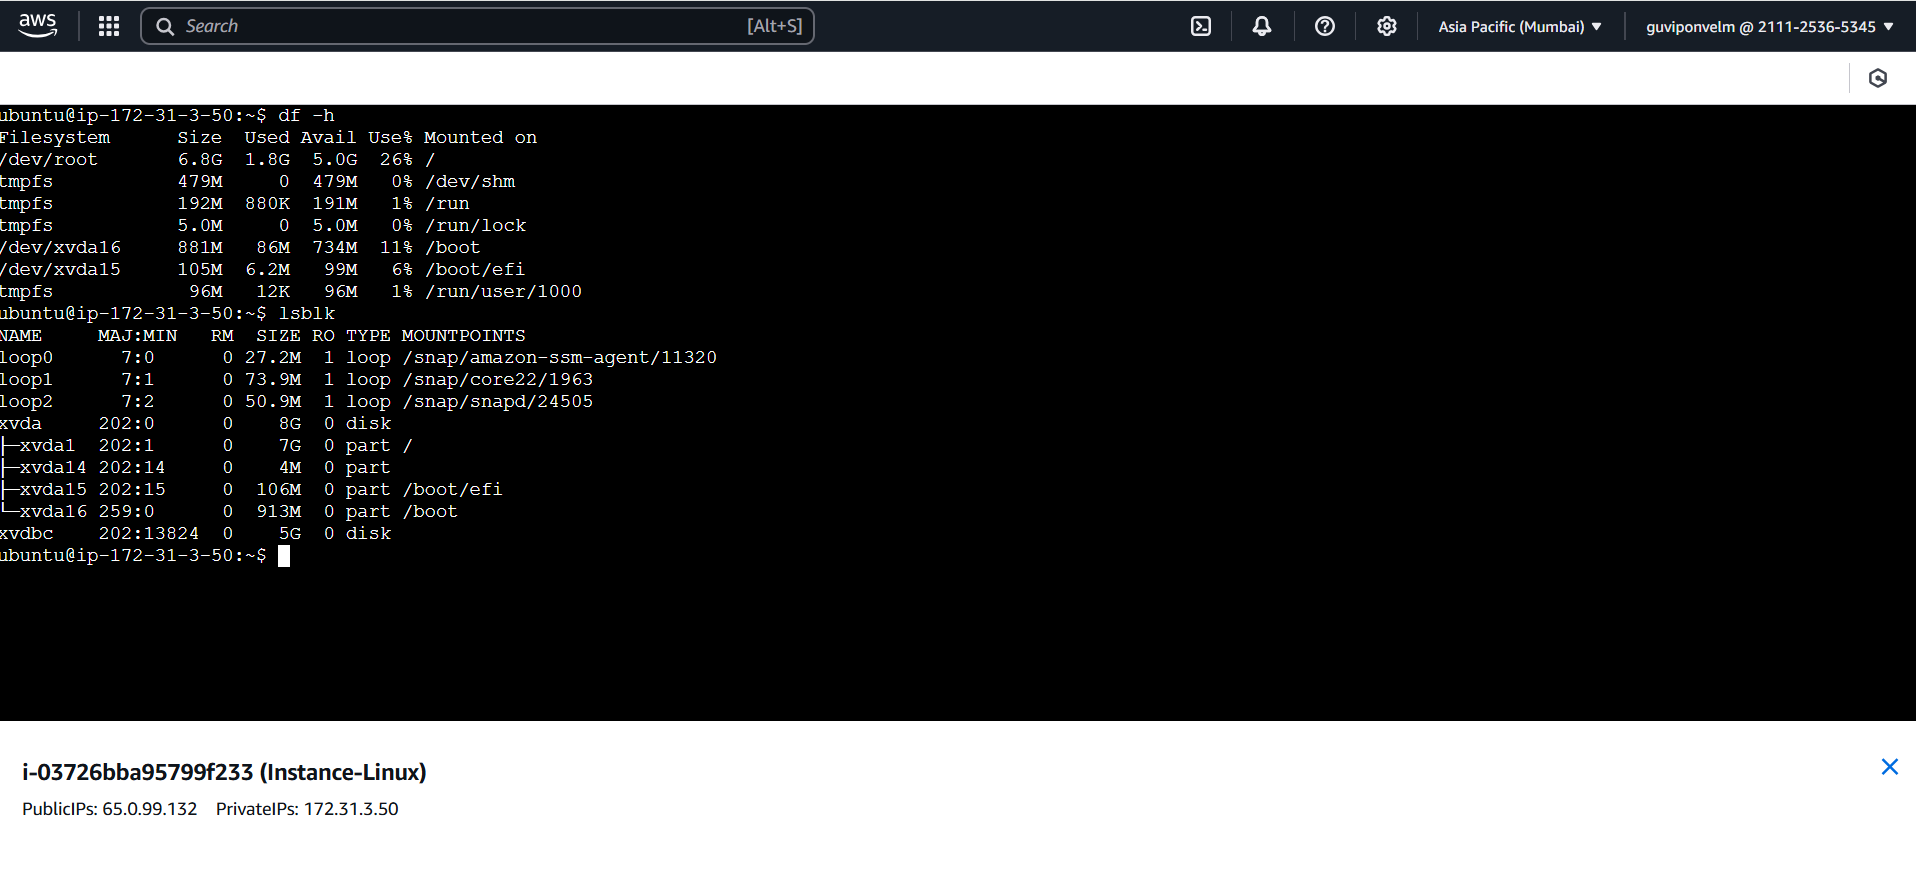 aws Search [Alt+S] Asia Pacific (Mumbai) guviponvelm @ 2111-2536-5345
ubuntu@ip-172-31-3-50:~$ df -h
Filesystem Size Used Avail Use% Mounted on
/dev/root 6.8G 1.8G 5.0G 26% /
tmpfs 479M 0 479M 0% /dev/shm
tmpfs 192M 880K 191M 1% /run
tmpfs 5.0M 0 5.0M 0% /run/lock
/dev/xvda16 881M 86M 734M 11% /boot
/dev/xvda15 105M 6.2M 99M 6% /boot/efi
tmpfs 96M 12K 96M 1% /run/user/1000
ubuntu@ip-172-31-3-50:~$ lsblk
NAME MAJ:MIN RM SIZE RO TYPE MOUNTPOINTS
loop0 7:0 0 27.2M 1 loop /snap/amazon-ssm-agent/11320
loop1 7:1 0 73.9M 1 loop /snap/core22/1963
loop2 7:2 0 50.9M 1 loop /snap/snapd/24505
xvda 202:0 0 8G 0 disk
├─xvda1 202:1 0 7G 0 part /
├─xvda14 202:14 0 4M 0 part
├─xvda15 202:15 0 106M 0 part /boot/efi
└─xvda16 259:0 0 913M 0 part /boot
xvdbc 202:13824 0 5G 0 disk
ubuntu@ip-172-31-3-50:~$
i-03726bba95799f233 (Instance-Linux)
PublicIPs: 65.0.99.132 PrivateIPs: 172.31.3.50